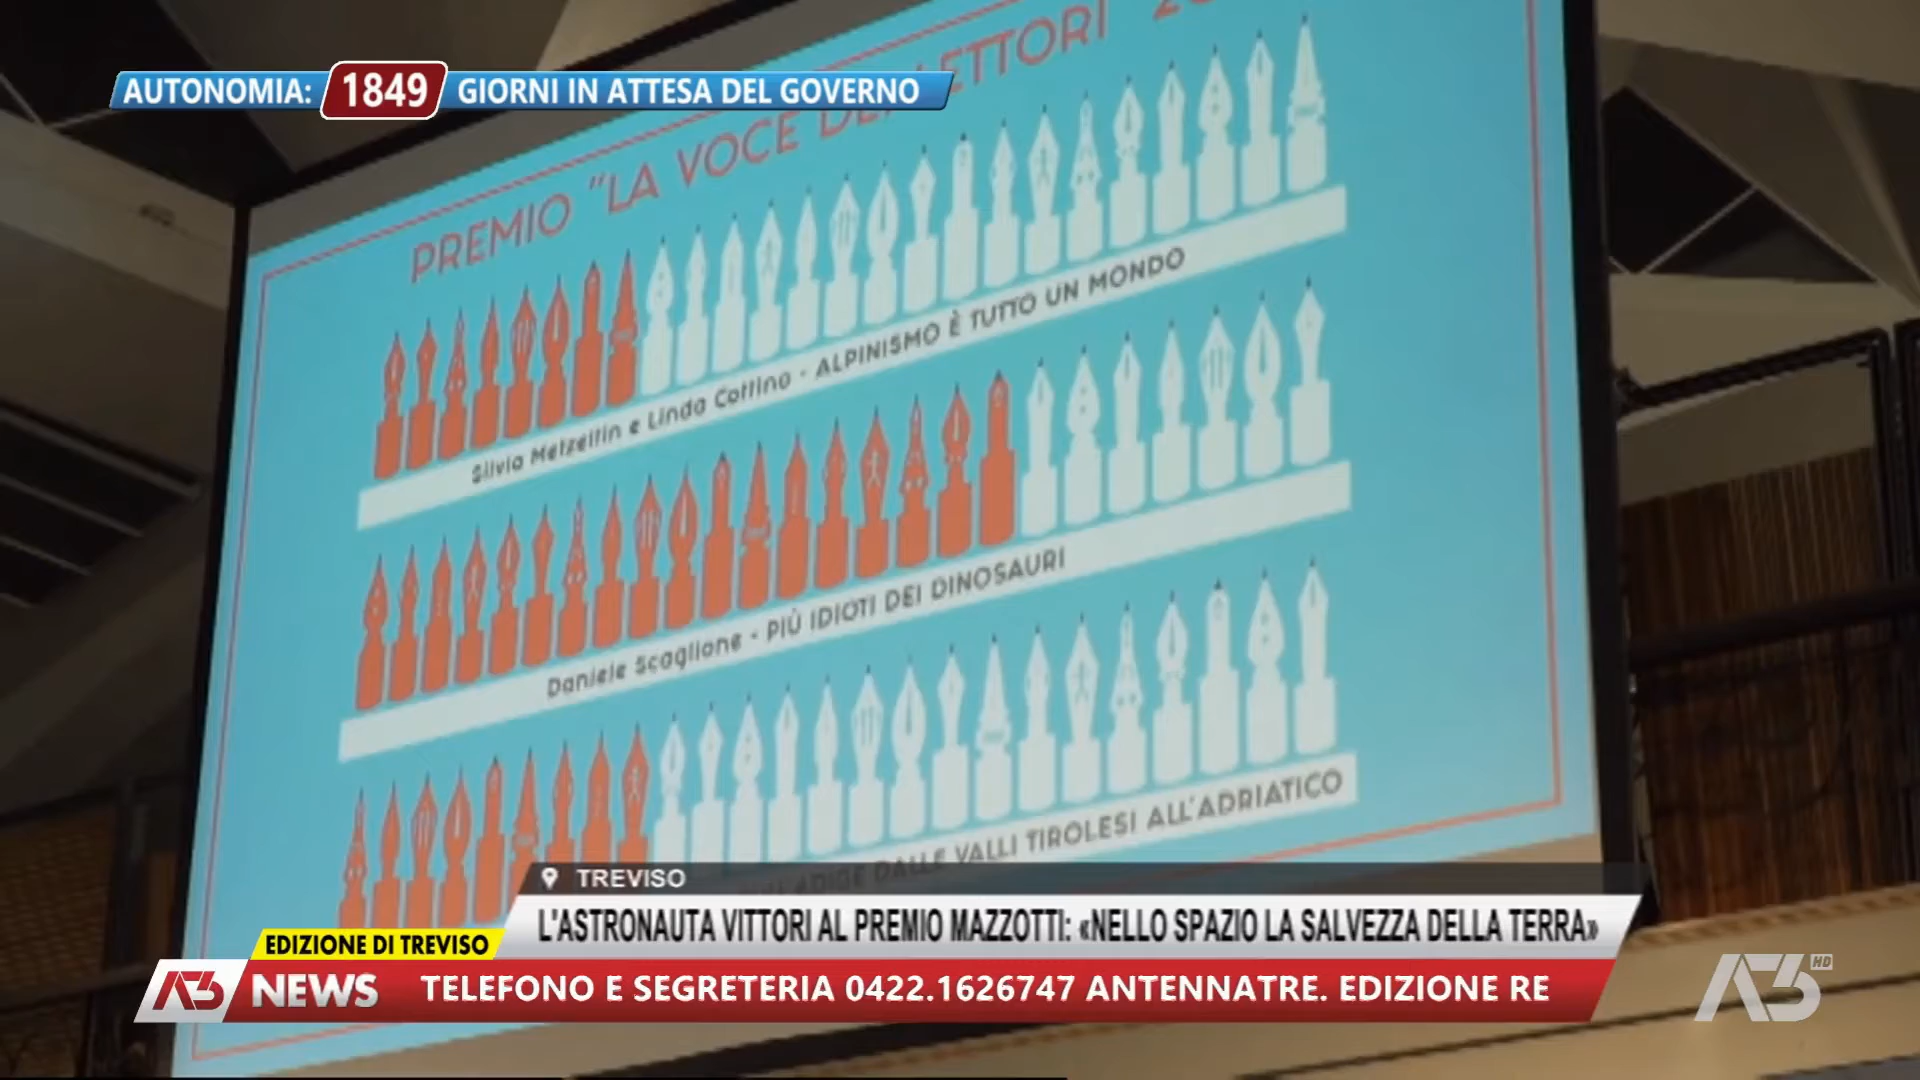 AUTONOMIA: 1849 GIORNI IN ATTESA DEL GOVERNO
PREMIO "LA VOCE
Silvia Metzeltin e Linda Cottino - ALPINISMO È TUTTO UN MONDO
Daniele Scaglione - PIÙ IDIOTI DEI DINOSAURI
DALLE VALLI TIROLESI ALL'ADRIATICO
TREVISO
L'ASTRONAUTA VITTORI AL PREMIO MAZZOTTI: «NELLO SPAZIO LA SALVEZZA DELLA TERRA»
EDIZIONE DI TREVISO
A3 NEWS TELEFONO E SEGRETERIA 0422.1626747 ANTENNATRE. EDIZIONE RE
A3 HD